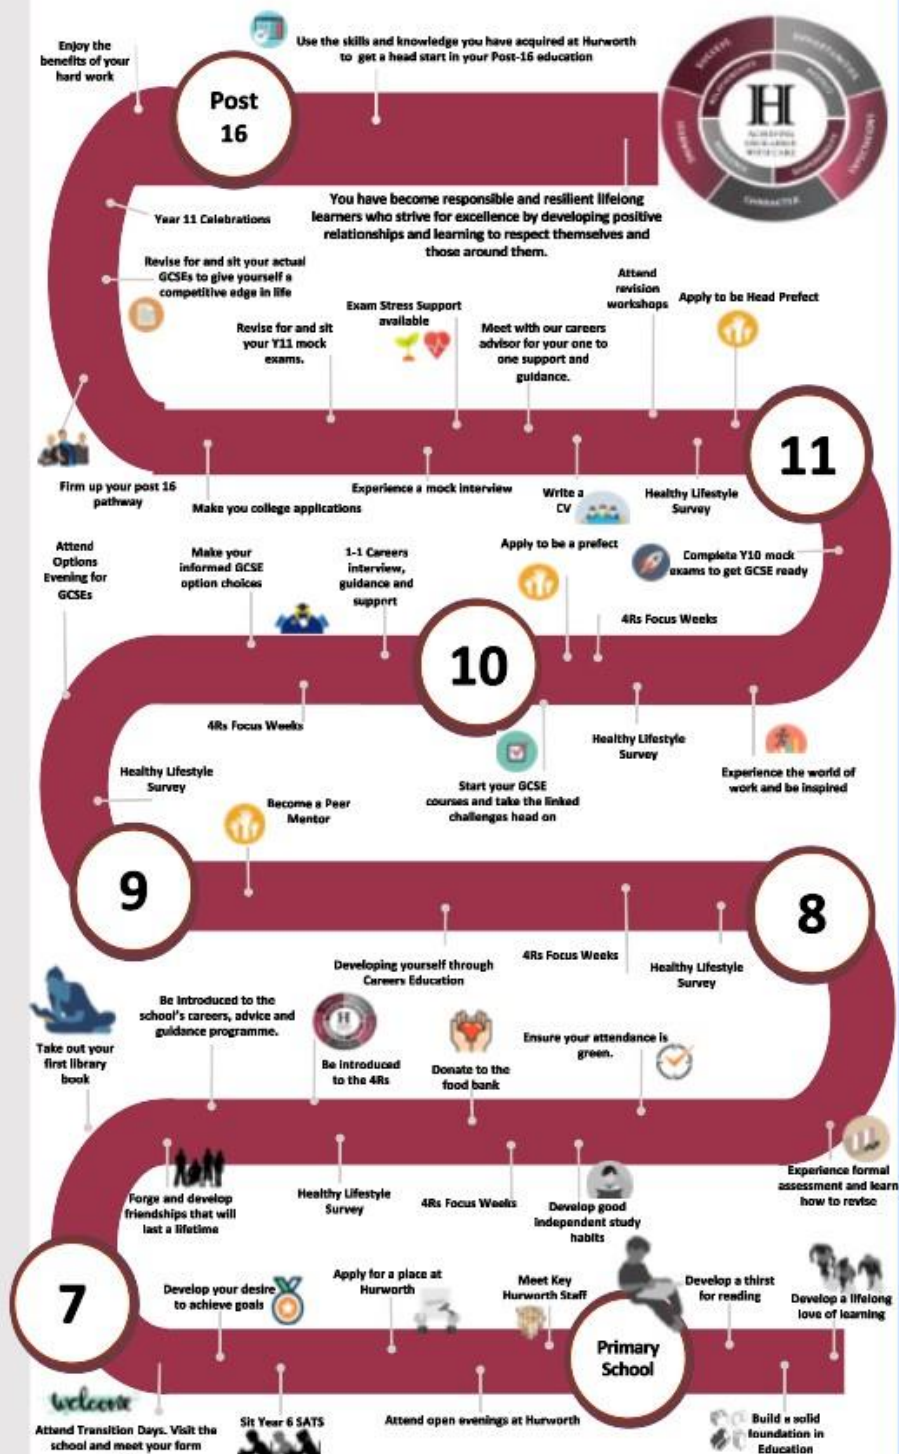 Enjoy the
benefits of your
hard work
Use the skills and knowledge you have acquired at Hurworth
to get a head start in your Post-16 education
Post
16
SUCCESS
OPPORTUNITIES
INDIVIDUALS
CHARACTER
LEARNING
RELATIONSHIPS
RESPECT
RESPONSIBILITY
RESILIENCE
H
ACHIEVING
EXCELLENCE
WITH CARE
You have become responsible and resilient lifelong
learners who strive for excellence by developing positive
relationships and learning to respect themselves and
those around them.
Year 11 Celebrations
Revise for and sit your actual
GCSEs to give yourself a
competitive edge in life
Revise for and sit
your Y11 mock
exams.
Exam Stress Support
available
Meet with our careers
advisor for your one to
one support and
guidance.
Attend
revision
workshops
Apply to be Head Prefect
11
Firm up your post 16
pathway
Make you college applications
Experience a mock interview
Write a
CV
Healthy Lifestyle
Survey
Attend
Options
Evening for
GCSEs
Make your
informed GCSE
option choices
1-1 Careers
interview,
guidance and
support
Apply to be a prefect
Complete Y10 mock
exams to get GCSE ready
4Rs Focus Weeks
10
4Rs Focus Weeks
Healthy Lifestyle
Survey
Healthy Lifestyle
Survey
Start your GCSE
courses and take the linked
challenges head on
Experience the world of
work and be inspired
Become a Peer
Mentor
9
8
Developing yourself through
Careers Education
4Rs Focus Weeks
Healthy Lifestyle
Survey
Take out your
first library
book
Be introduced to the
school's careers, advice and
guidance programme.
H
Be introduced
to the 4Rs
Donate to the
food bank
Ensure your attendance is
green.
Forge and develop
friendships that will
last a lifetime
Healthy Lifestyle
Survey
4Rs Focus Weeks
Develop good
independent study
habits
Experience formal
assessment and learn
how to revise
7
Develop your desire
to achieve goals
Apply for a place at
Hurworth
Meet Key
Hurworth Staff
Primary
School
Develop a thirst
for reading
Develop a lifelong
love of learning
welcome
Attend Transition Days. Visit the
school and meet your form
Sit Year 6 SATS
Attend open evenings at Hurworth
Build a solid
foundation in
Education